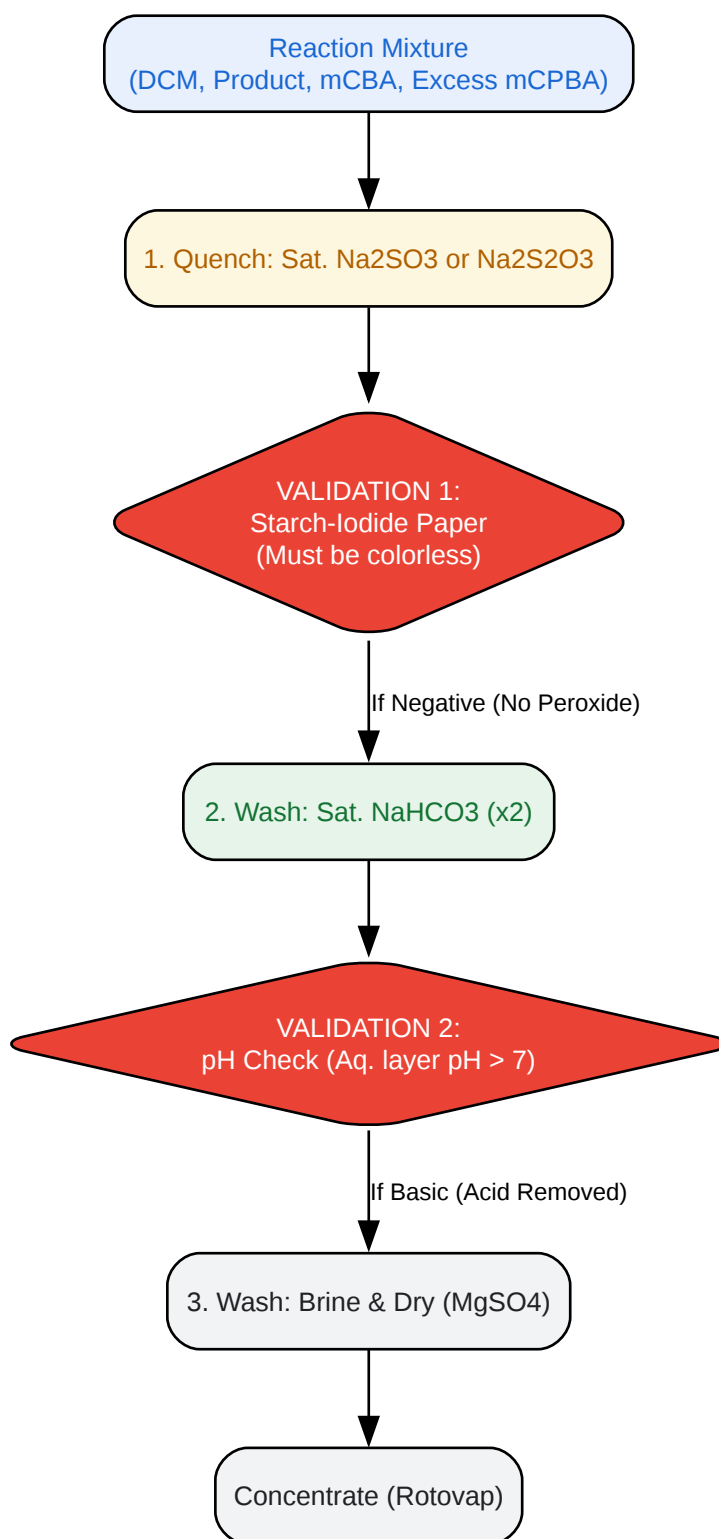 Reaction Mixture
(DCM, Product, mCBA, Excess mCPBA)
1. Quench: Sat. Na2SO3 or Na2S2O3
VALIDATION 1:
Starch-Iodide Paper
(Must be colorless)
If Negative (No Peroxide)
2. Wash: Sat. NaHCO3 (x2)
VALIDATION 2:
pH Check (Aq. layer pH > 7)
If Basic (Acid Removed)
3. Wash: Brine & Dry (MgSO4)
Concentrate (Rotovap)